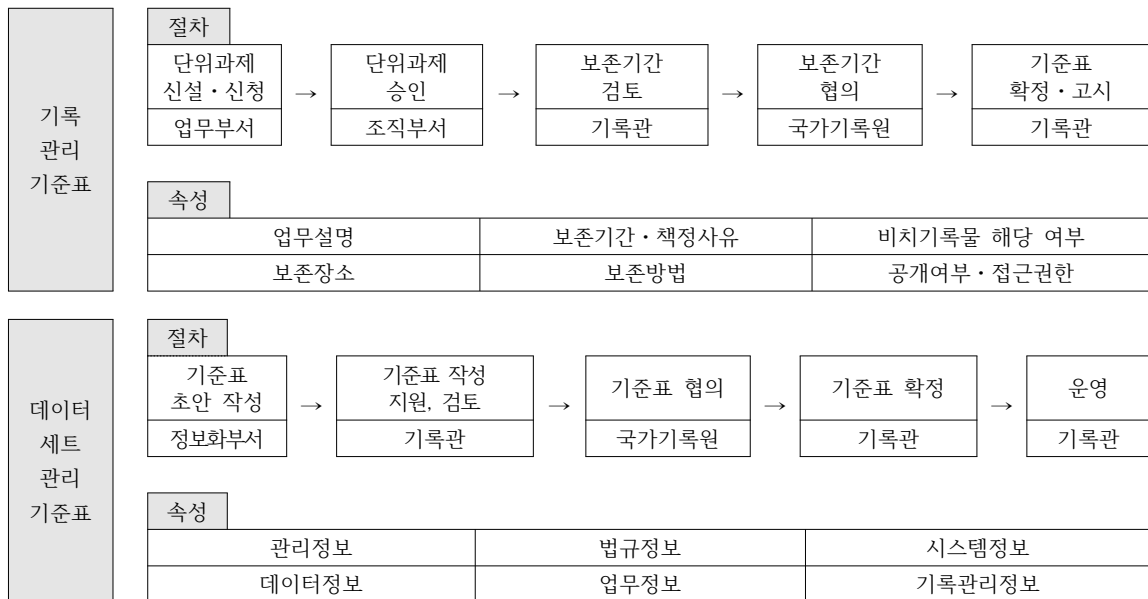 기록
관리
기준표
절차
단위과제
신설・신청
업무부서
→
단위과제
승인
조직부서
→
보존기간
검토
기록관
→
보존기간
협의
국가기록원
→
기준표
확정・고시
기록관
속성
업무설명 보존기간・책정사유 비치기록물 해당 여부
보존장소 보존방법 공개여부・접근권한
데이터
세트
관리
기준표
절차
기준표
초안 작성
정보화부서
→
기준표 작성
지원, 검토
기록관
→
기준표 협의
국가기록원
→
기준표 확정
기록관
→
운영
기록관
속성
관리정보 법규정보 시스템정보
데이터정보 업무정보 기록관리정보